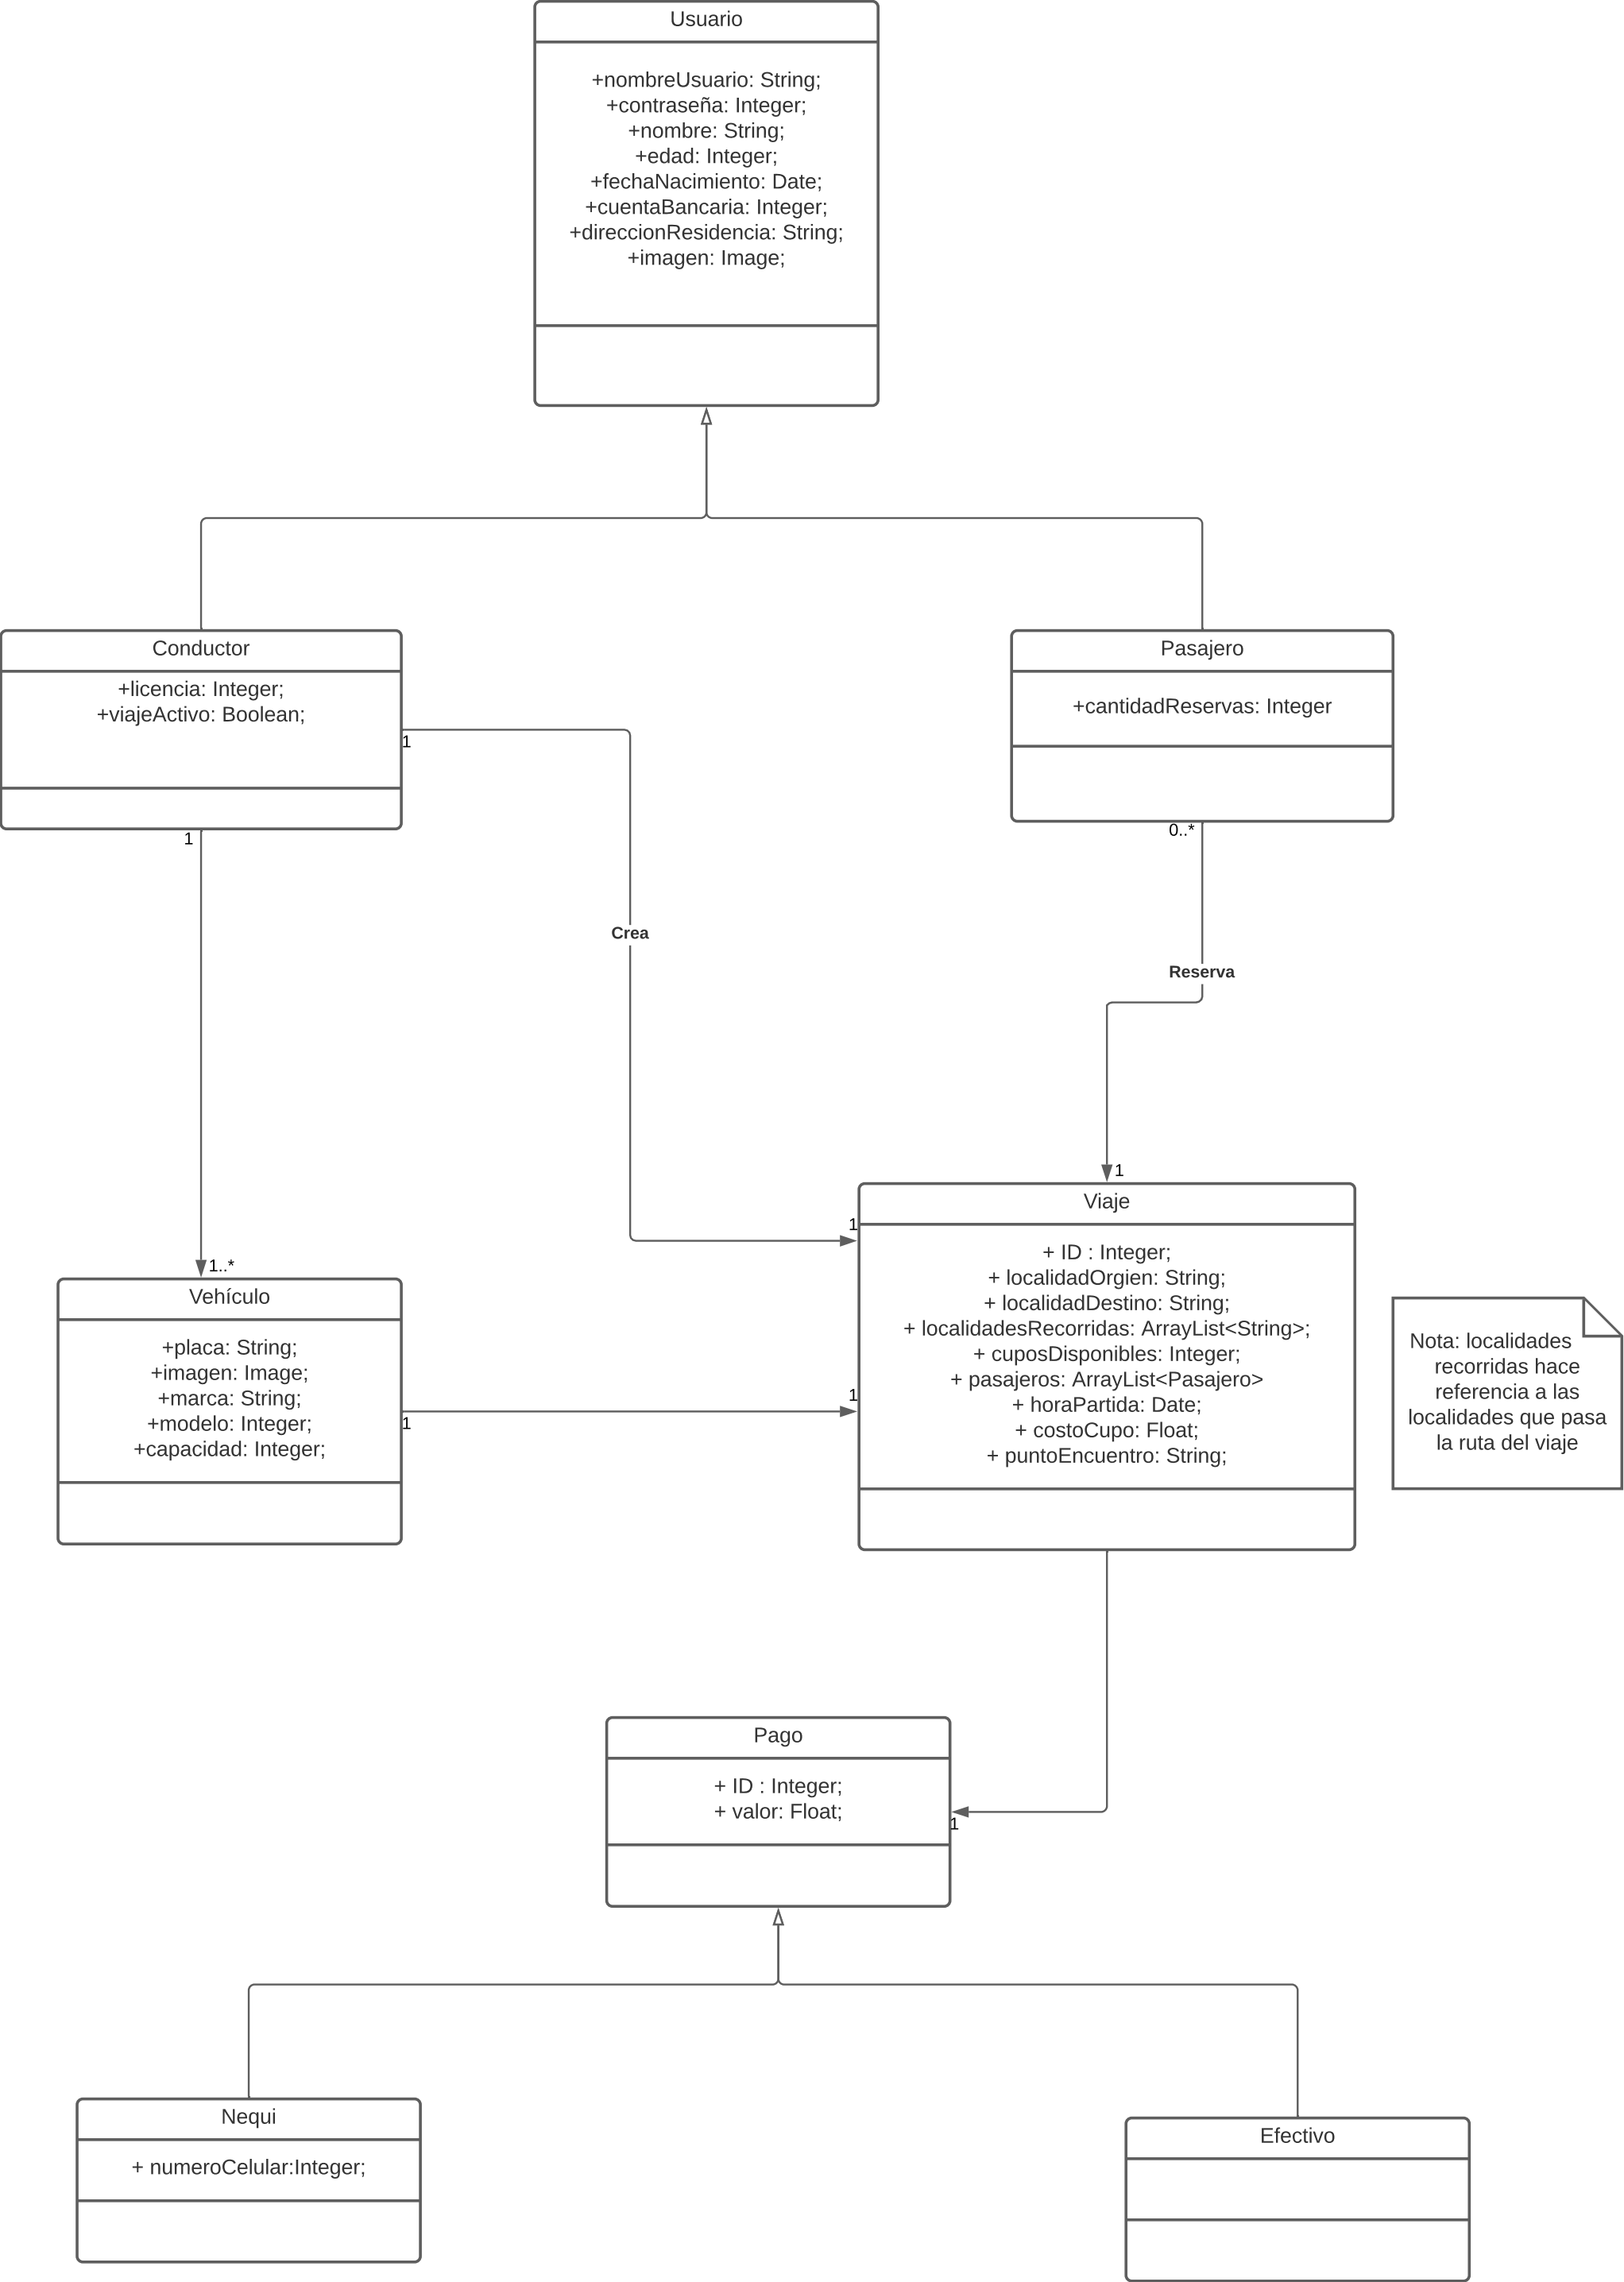 Usuario
+nombreUsuario: String;
+contraseña: Integer;
+nombre: String;
+edad: Integer;
+fechaNacimiento: Date;
+cuentaBancaria: Integer;
+direccionResidencia: String;
+imagen: Image;
Conductor
+licencia: Integer;
+viajeActivo: Boolean;
1
1
Pasajero
+cantidadReservas: Integer
0..*
Crea
Reserva
1
1
1..*
Vehículo
+placa: String;
+imagen: Image;
+marca: String;
+modelo: Integer;
+capacidad: Integer;
1
1
Viaje
+ ID : Integer;
+ localidadOrgien: String;
+ localidadDestino: String;
+ localidadesRecorridas: ArrayList<String>;
+ cuposDisponibles: Integer;
+ pasajeros: ArrayList<Pasajero>
+ horaPartida: Date;
+ costoCupo: Float;
+ puntoEncuentro: String;
Nota: localidades
recorridas hace
referencia a las
localidades que pasa
la ruta del viaje
Pago
+ ID : Integer;
+ valor: Float;
1
Nequi
+ numeroCelular:Integer;
Efectivo